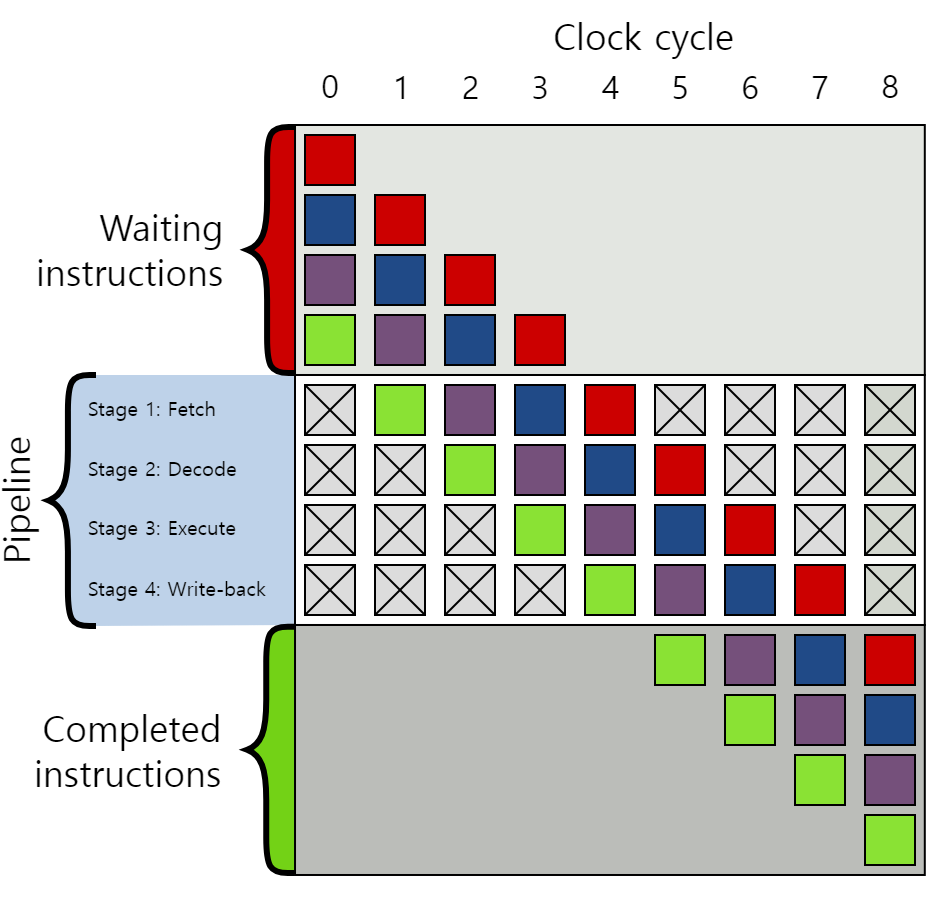 Clock cycle
0 1 2 3 4 5 6 7 8
Waiting
instructions
Pipeline
Stage 1: Fetch
Stage 2: Decode
Stage 3: Execute
Stage 4: Write-back
Completed
instructions